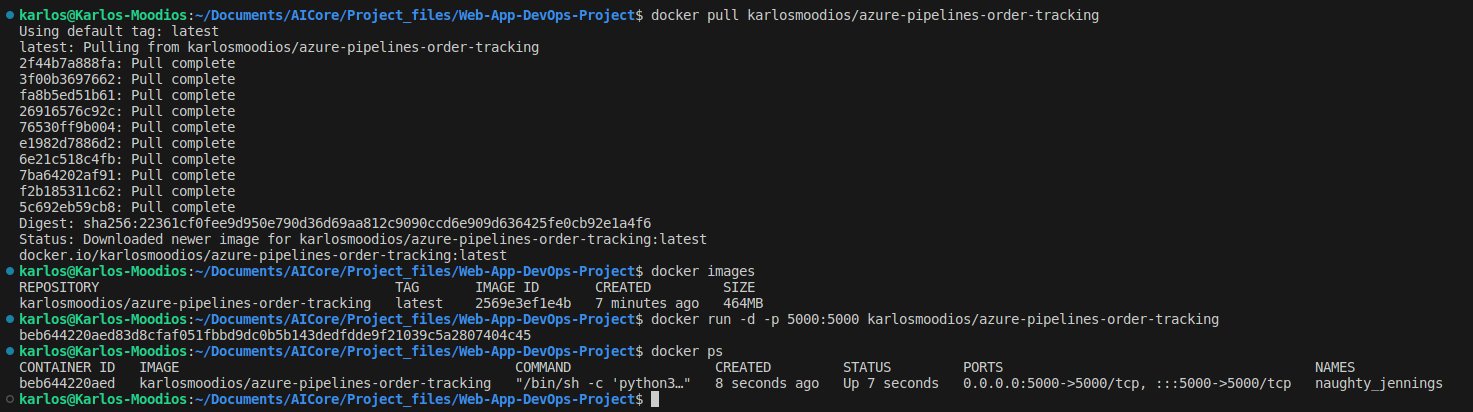 karlos@Karlos-Moodios:~/Documents/AICore/Project_files/Web-App-DevOps-Project$ docker pull karlosmoodios/azure-pipelines-order-tracking
Using default tag: latest
latest: Pulling from karlosmoodios/azure-pipelines-order-tracking
2f44b7a888fa: Pull complete
3f00b3697662: Pull complete
fa8b5ed51b61: Pull complete
26916576c92c: Pull complete
76530ff9b004: Pull complete
e1982d7886d2: Pull complete
6e21c518c4fb: Pull complete
7ba64202af91: Pull complete
f2b185311c62: Pull complete
5c692eb59cb8: Pull complete
Digest: sha256:22361cf0fee9d950e790d36d69aa812c9090ccd6e909d636425fe0cb92e1a4f6
Status: Downloaded newer image for karlosmoodios/azure-pipelines-order-tracking:latest
docker.io/karlosmoodios/azure-pipelines-order-tracking:latest
karlos@Karlos-Moodios:~/Documents/AICore/Project_files/Web-App-DevOps-Project$ docker images
REPOSITORY                                     TAG       IMAGE ID       CREATED         SIZE
karlosmoodios/azure-pipelines-order-tracking   latest    2569e3ef1e4b   7 minutes ago   464MB
karlos@Karlos-Moodios:~/Documents/AICore/Project_files/Web-App-DevOps-Project$ docker run -d -p 5000:5000 karlosmoodios/azure-pipelines-order-tracking
beb644220aed83d8cfaf051fbbd9dc0b5b143dedfdde9f21039c5a2807404c45
karlos@Karlos-Moodios:~/Documents/AICore/Project_files/Web-App-DevOps-Project$ docker ps
CONTAINER ID   IMAGE                                          COMMAND                  CREATED         STATUS         PORTS                                       NAMES
beb644220aed   karlosmoodios/azure-pipelines-order-tracking   "/bin/sh -c 'python3…"   8 seconds ago   Up 7 seconds   0.0.0.0:5000->5000/tcp, :::5000->5000/tcp   naughty_jennings
karlos@Karlos-Moodios:~/Documents/AICore/Project_files/Web-App-DevOps-Project$